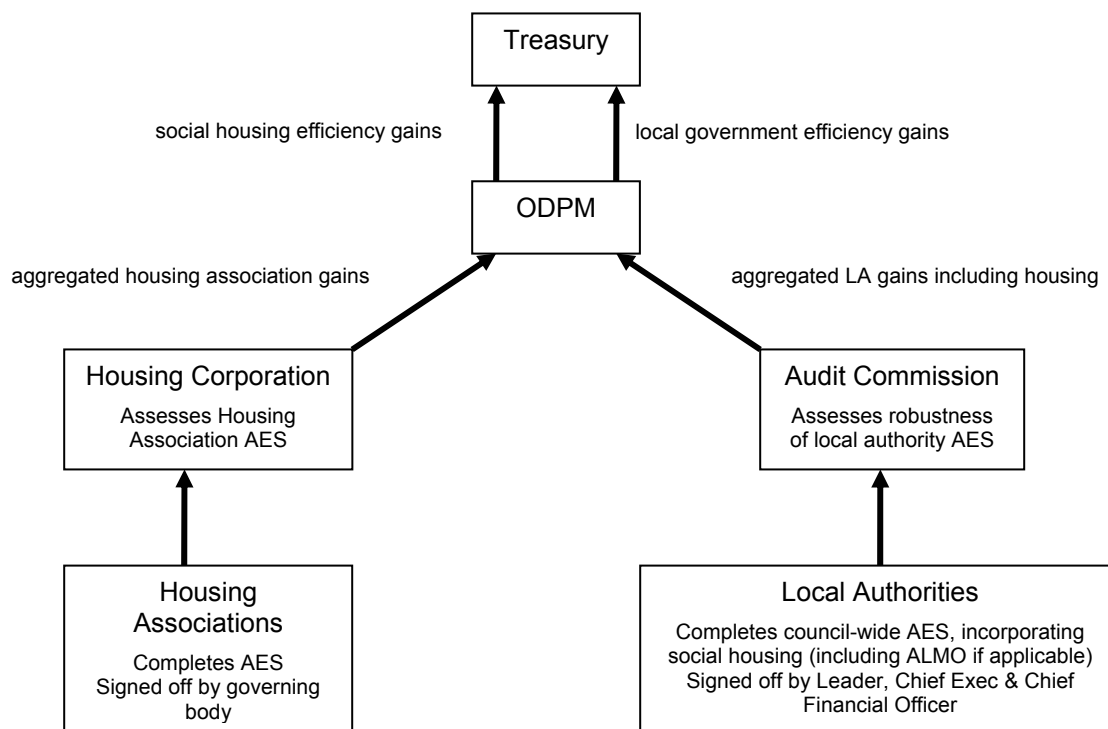 Treasury
social housing efficiency gains
local government efficiency gains
ODPM
aggregated housing association gains
aggregated LA gains including housing
Housing Corporation
Assesses Housing
Association AES
Audit Commission
Assesses robustness
of local authority AES
Housing
Associations
Completes AES
Signed off by governing
body
Local Authorities
Completes council-wide AES, incorporating
social housing (including ALMO if applicable)
Signed off by Leader, Chief Exec & Chief
Financial Officer